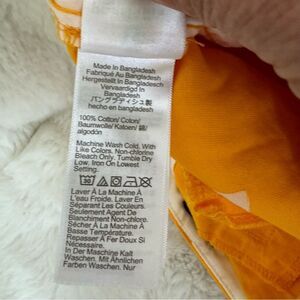 Made In Bangladesh
Fabriqué Au Bangladesh
Hergestellt In Bangladesch
Vervaardigd In
Bangladesh
バングラディシュ製
hecho en bangladesh
100% Cotton/ Coton/
Baumwolle/ Katoen/ 綿/
algodón
Machine Wash Cold. With
Like Colors. Non-chlorine
Bleach Only. Tumble Dry
Low. Iron On Lowest
Setting.
Laver À La Machine À
L'eau Froide. Laver En
Séparant Les Couleurs.
Seulement Agent De
Blanchiment Non-chloré.
Sécher À La Machine À
Basse Température.
Repasser À Fer Doux Si
Nécessaire.
In Der Maschine Kalt
Waschen. Mit Ähnlichen
Farben Waschen. Nur